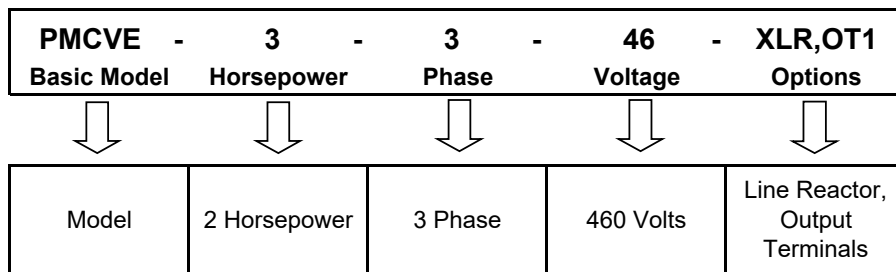 PMCVE - 3 - 3 - 46 - XLR,OT1
Basic Model Horsepower Phase Voltage Options
Model 2 Horsepower 3 Phase 460 Volts Line Reactor,
Output
Terminals